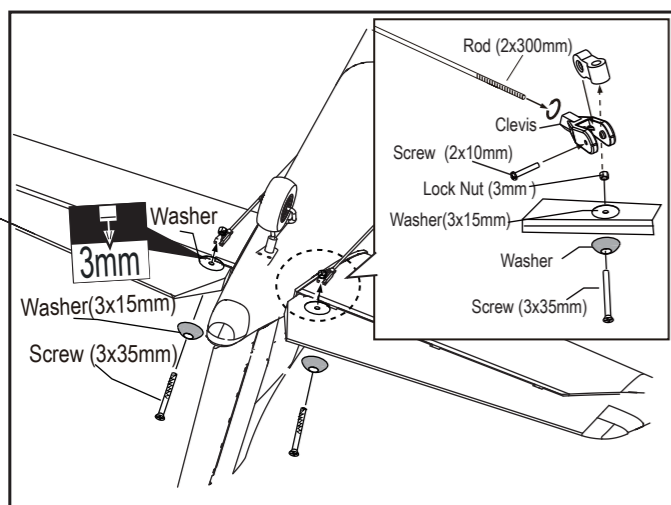 Rod (2x300mm)
Clevis
Screw (2x10mm)
Lock Nut (3mm)
Washer(3x15mm)
Washer
Screw (3x35mm)
Washer
3mm
Washer(3x15mm)
Screw (3x35mm)